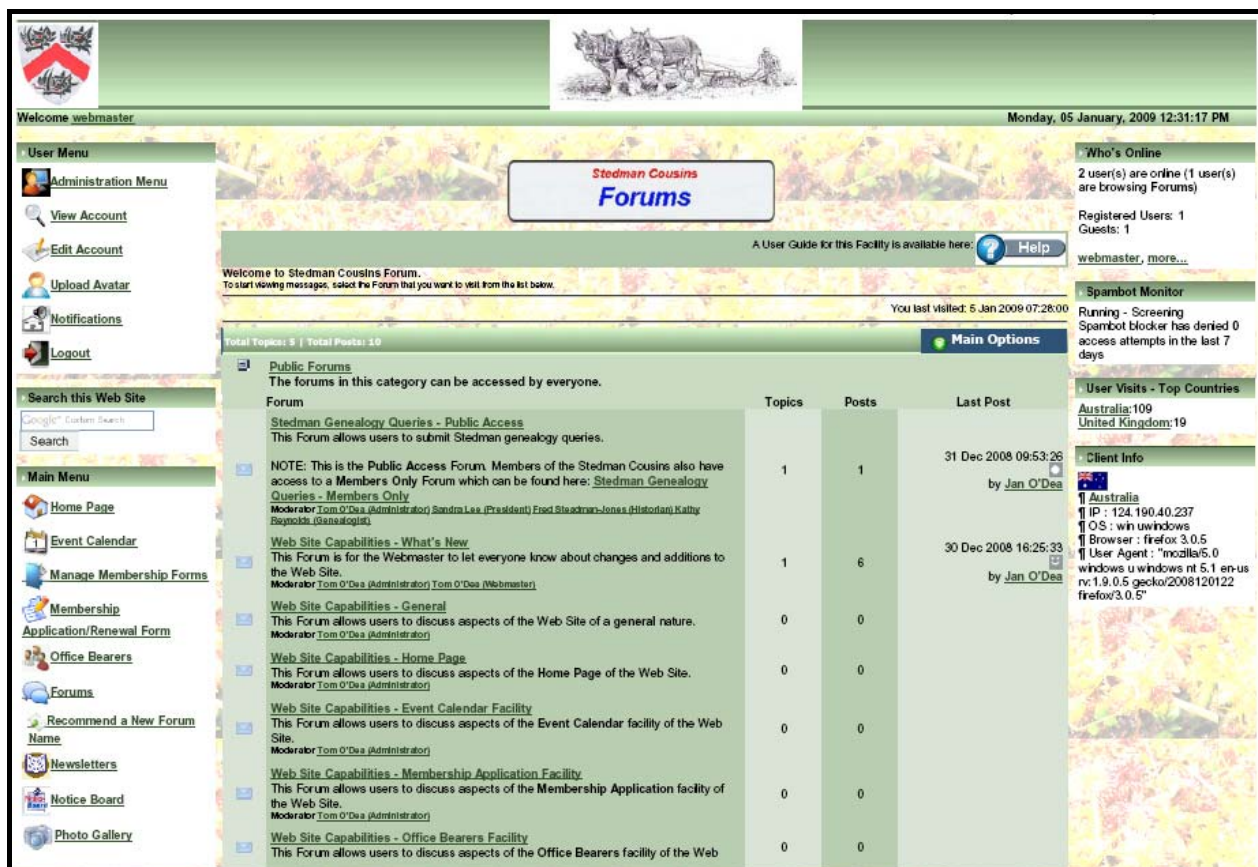 Welcome webmaster
Monday, 05 January, 2009 12:31:17 PM
User Menu
Administration Menu
View Account
Edit Account
Upload Avatar
Notifications
Logout
Search this Web Site
Google™ Custom Search
Search
Main Menu
Home Page
Event Calendar
Manage Membership Forms
Membership
Application/Renewal Form
Office Bearers
Forums
Recommend a New Forum
Name
Newsletters
Notice Board
Photo Gallery
Stedman Cousins
Forums
A User Guide for this Facility is available here:
? Help
Welcome to Stedman Cousins Forum.
To start viewing messages, select the Forum that you want to visit from the list below.
You last visited: 5 Jan 2009 07:28:00
Total Topics: 5 | Total Posts: 10
Main Options
Public Forums
The forums in this category can be accessed by everyone.
Forum Topics Posts Last Post
Stedman Genealogy Queries - Public Access
This Forum allows users to submit Stedman genealogy queries.
NOTE: This is the Public Access Forum. Members of the Stedman Cousins also have
access to a Members Only Forum which can be found here: Stedman Genealogy
Queries - Members Only
Moderator Tom O'Dea (Administrator) Sandra Lee (President) Fred Steadman-Jones (Historian) Kathy
Reynolds (Genealogist)
1 1
31 Dec 2008 09:53:26
by Jan O'Dea
Web Site Capabilities - What's New
This Forum is for the Webmaster to let everyone know about changes and additions to
the Web Site.
Moderator Tom O'Dea (Administrator) Tom O'Dea (Webmaster)
1 6
30 Dec 2008 16:25:33
by Jan O'Dea
Web Site Capabilities - General
This Forum allows users to discuss aspects of the Web Site of a general nature.
Moderator Tom O'Dea (Administrator)
0 0
Web Site Capabilities - Home Page
This Forum allows users to discuss aspects of the Home Page of the Web Site.
Moderator Tom O'Dea (Administrator)
0 0
Web Site Capabilities - Event Calendar Facility
This Forum allows users to discuss aspects of the Event Calendar facility of the Web
Site.
Moderator Tom O'Dea (Administrator)
0 0
Web Site Capabilities - Membership Application Facility
This Forum allows users to discuss aspects of the Membership Application facility of
the Web Site.
Moderator Tom O'Dea (Administrator)
0 0
Web Site Capabilities - Office Bearers Facility
This Forum allows users to discuss aspects of the Office Bearers facility of the Web
0 0
Who's Online
2 user(s) are online (1 user(s)
are browsing Forums)
Registered Users: 1
Guests: 1
webmaster, more...
Spambot Monitor
Running - Screening
Spambot blocker has denied 0
access attempts in the last 7
days
User Visits - Top Countries
Australia:109
United Kingdom:19
Client Info
¶ Australia
¶ IP : 124.190.40.237
¶ OS : win uwindows
¶ Browser : firefox 3.0.5
¶ User Agent : "mozilla/5.0
windows u windows nt 5.1 en-us
rv:1.9.0.5 gecko/2008120122
firefox/3.0.5"